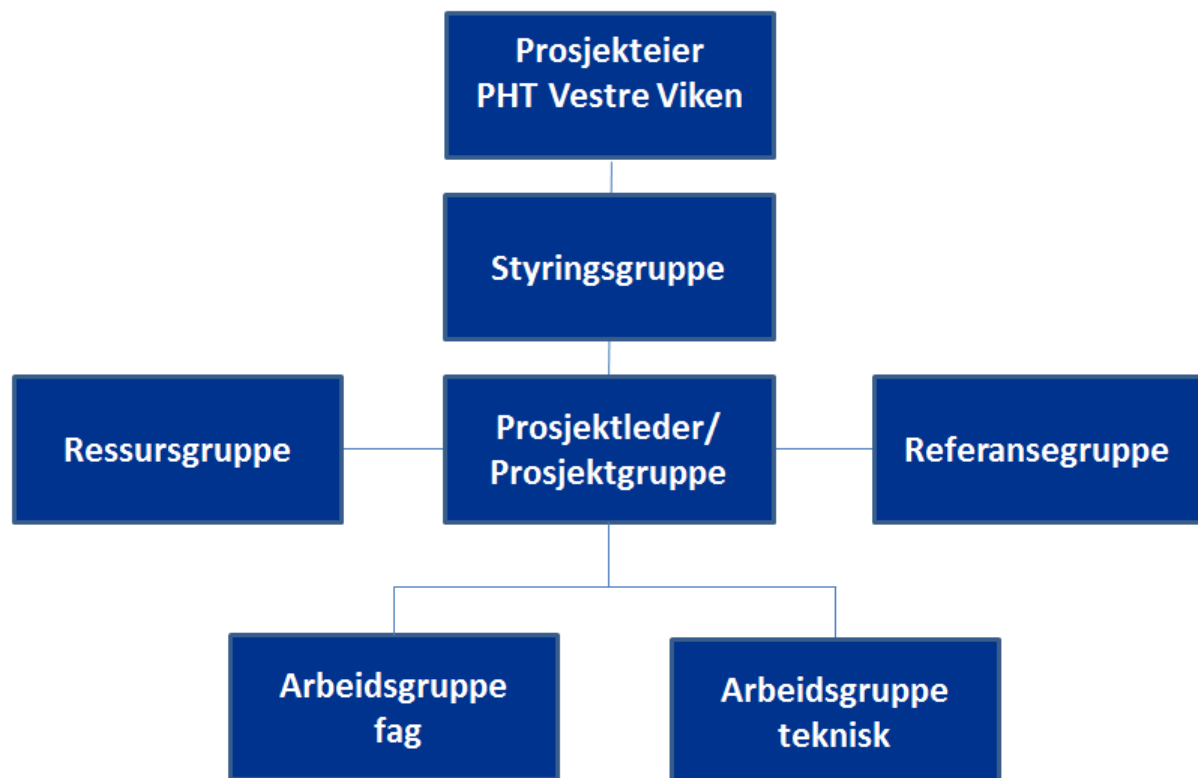 Prosjekteier
PHT Vestre Viken
Styringsgruppe
Ressursgruppe
Prosjektleder/
Prosjektgruppe
Referansegruppe
Arbeidsgruppe
fag
Arbeidsgruppe
teknisk